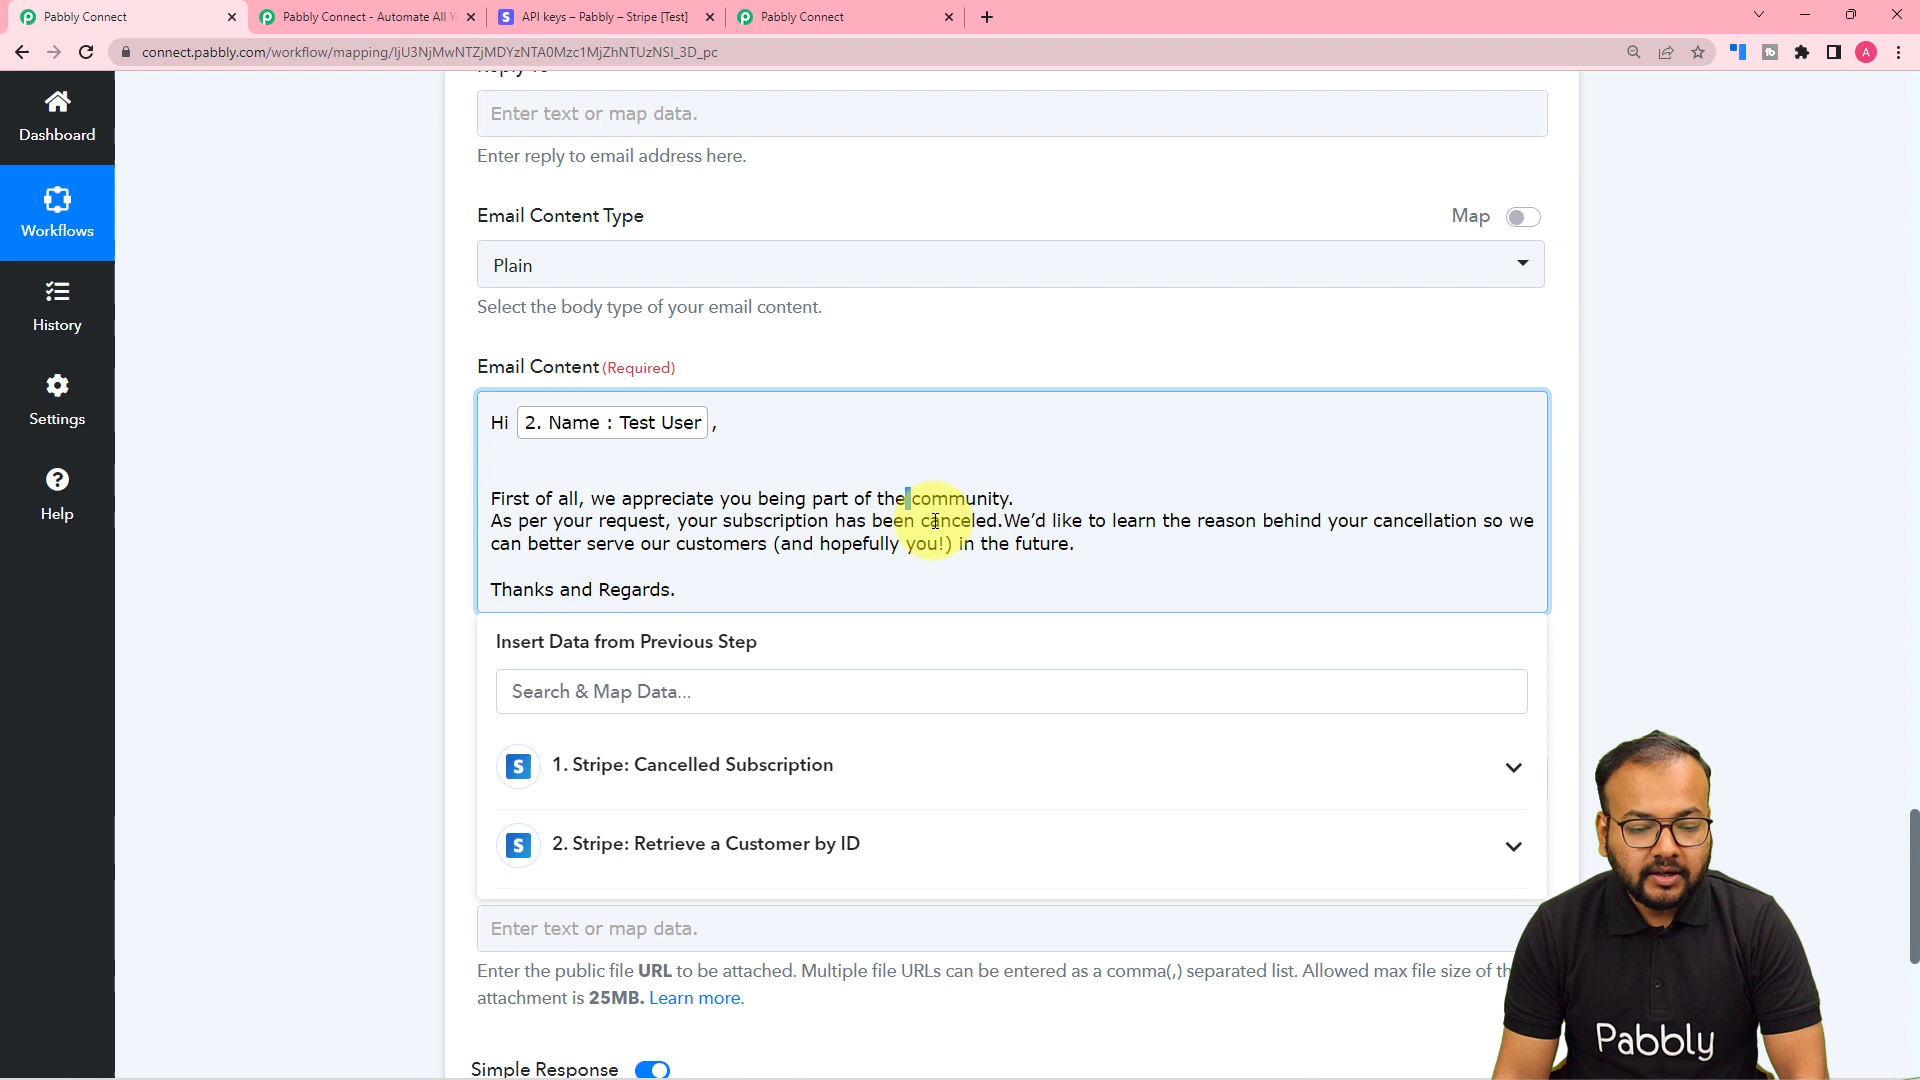 Pabbly Connect
Pabbly Connect - Automate All Y
API keys – Pabbly – Stripe [Test]
Pabbly Connect
connect.pabbly.com/workflow/mapping/IjU3NjMwNTZjMDYzNTA0Mzc1MjZhNTUzNSI_3D_pc
A
Dashboard
Workflows
History
Settings
Help
Enter text or map data.
Enter reply to email address here.
Email Content Type
Map
Plain
Select the body type of your email content.
Email Content (Required)
Hi 2. Name : Test User ,
First of all, we appreciate you being part of the community.
As per your request, your subscription has been canceled.We’d like to learn the reason behind your cancellation so we
can better serve our customers (and hopefully you!) in the future.
Thanks and Regards.
Insert Data from Previous Step
Search & Map Data...
1. Stripe: Cancelled Subscription
2. Stripe: Retrieve a Customer by ID
Enter text or map data.
Enter the public file URL to be attached. Multiple file URLs can be entered as a comma(,) separated list. Allowed max file size of th
attachment is 25MB. Learn more.
Simple Response
Pabbly